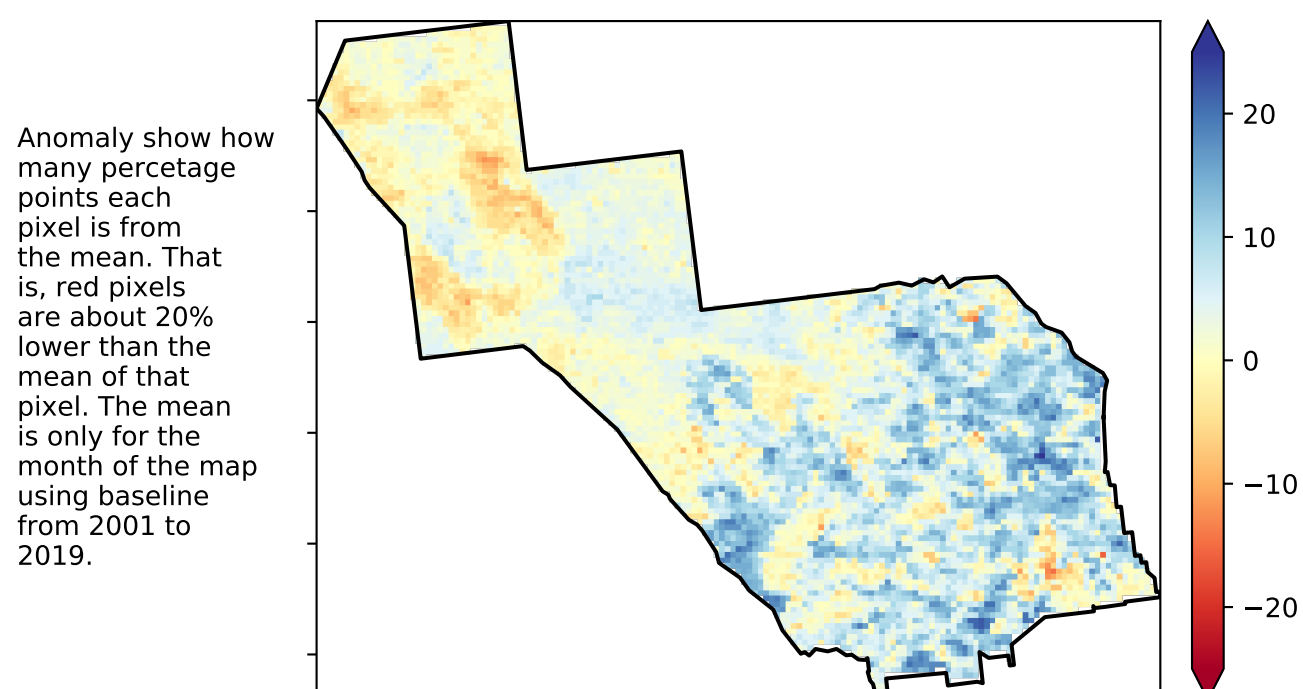 Anomaly show how
many percetage
points each
pixel is from
the mean. That
is, red pixels
are about 20%
lower than the
mean of that
pixel. The mean
is only for the
month of the map
using baseline
from 2001 to
2019.
20
10
0
−10
−20